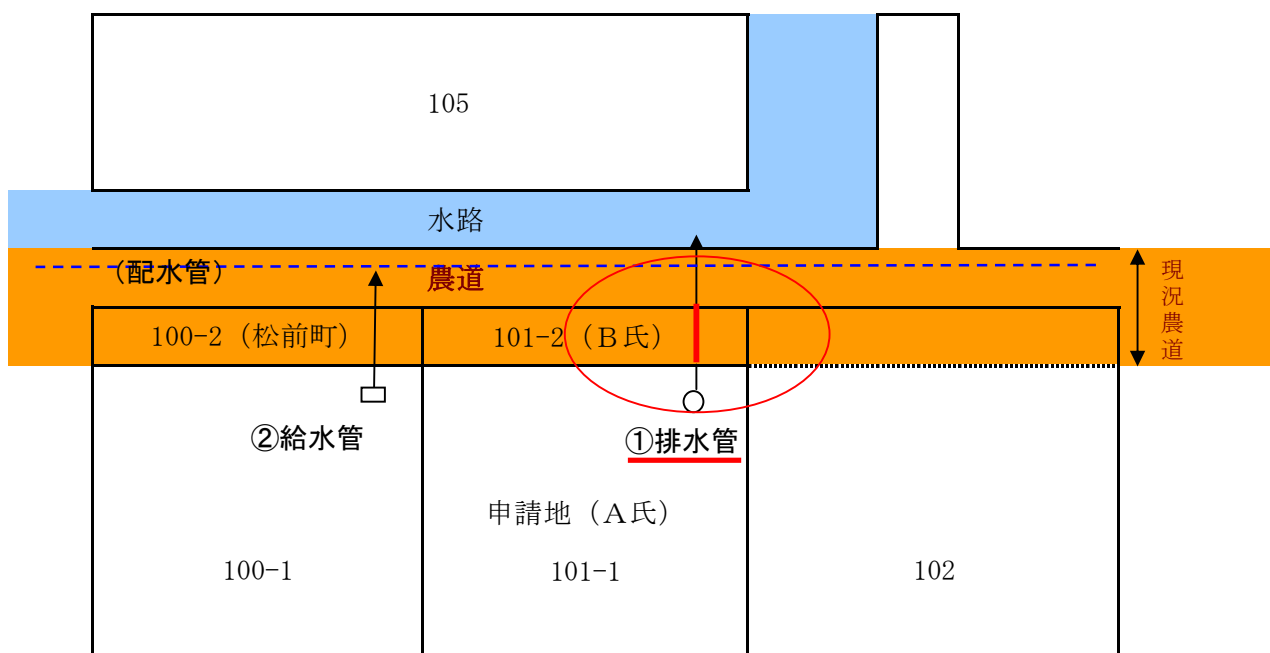 105
水路
(配水管)
農道
現況農道
100-2(松前町)
101-2(B氏)
②給水管
①排水管
申請地(A氏)
100-1
101-1
102